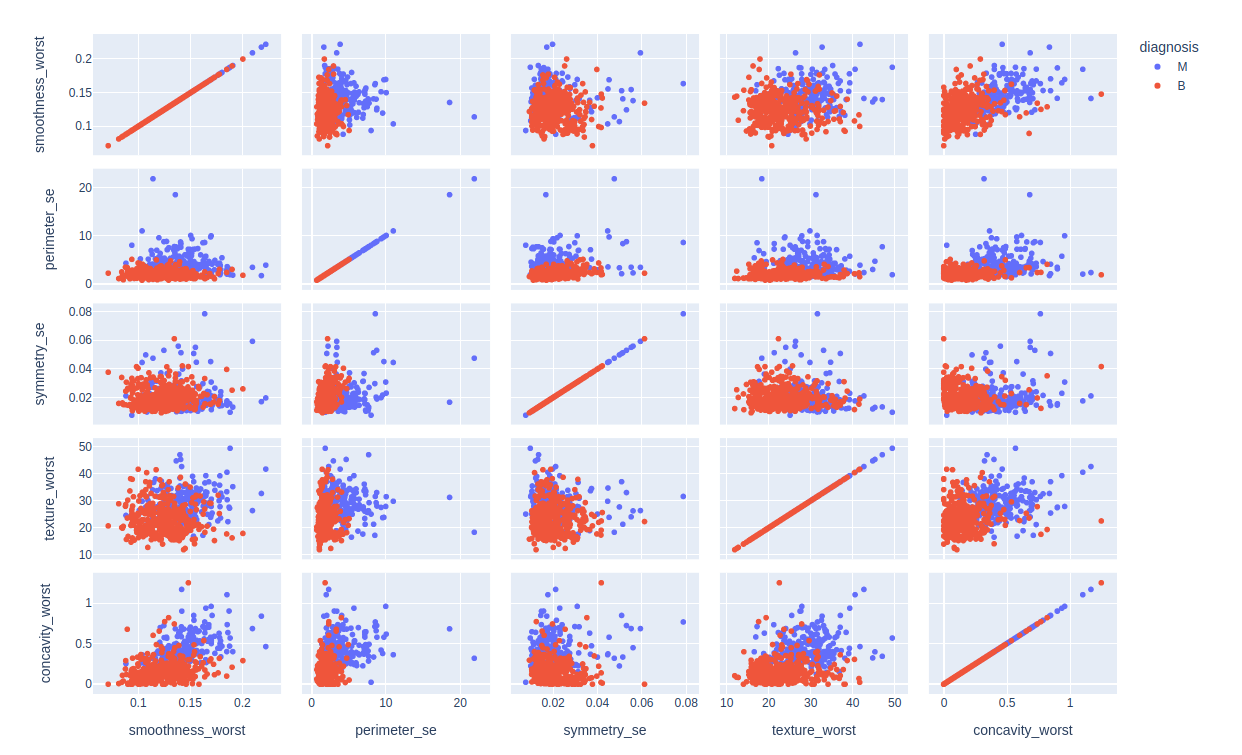 diagnosis
M
B
smoothness_worst
0.2
0.15
0.1
perimeter_se
20
10
0
symmetry_se
0.08
0.06
0.04
0.02
texture_worst
50
40
30
20
10
concavity_worst
1
0.5
0
0.1 0.15 0.2 0 10 20 0.02 0.04 0.06 0.08 10 20 30 40 50 0 0.5 1
smoothness_worst perimeter_se symmetry_se texture_worst concavity_worst